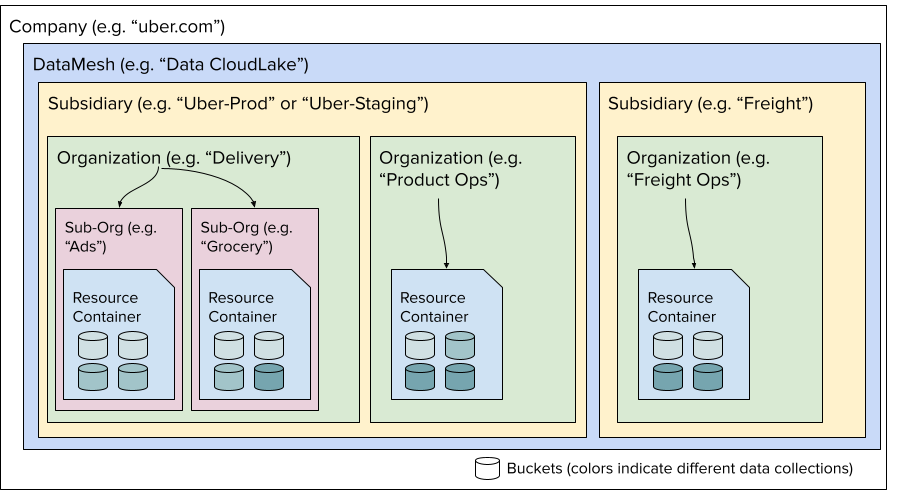 Company (e.g. “uber.com”)
DataMesh (e.g. “Data CloudLake”)
Subsidiary (e.g. “Uber-Prod” or “Uber-Staging”)
Subsidiary (e.g. “Freight”)
Organization (e.g. “Delivery”)
Organization (e.g.
“Product Ops”)
Organization (e.g.
“Freight Ops”)
Sub-Org (e.g.
“Ads”)
Sub-Org (e.g.
“Grocery”)
Resource
Container
Resource
Container
Resource
Container
Resource
Container
Buckets (colors indicate different data collections)